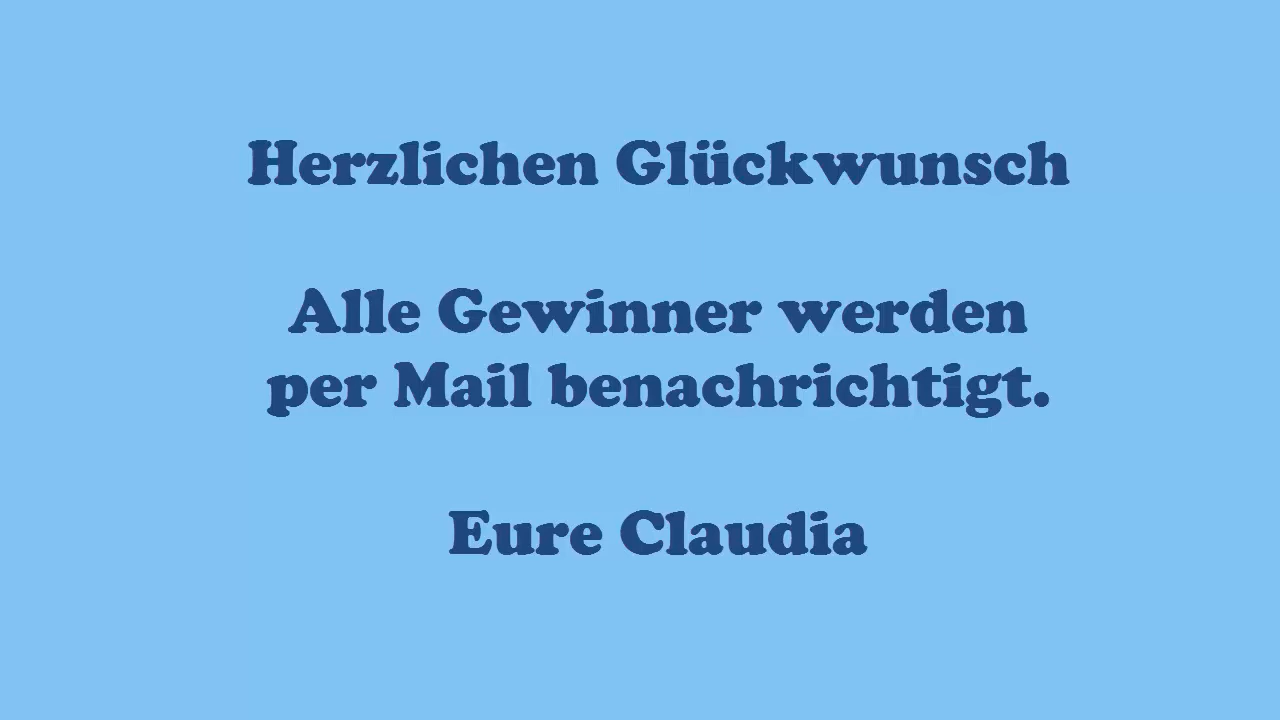 Herzlichen Glückwunsch
Alle Gewinner werden
per Mail benachrichtigt.
Eure Claudia